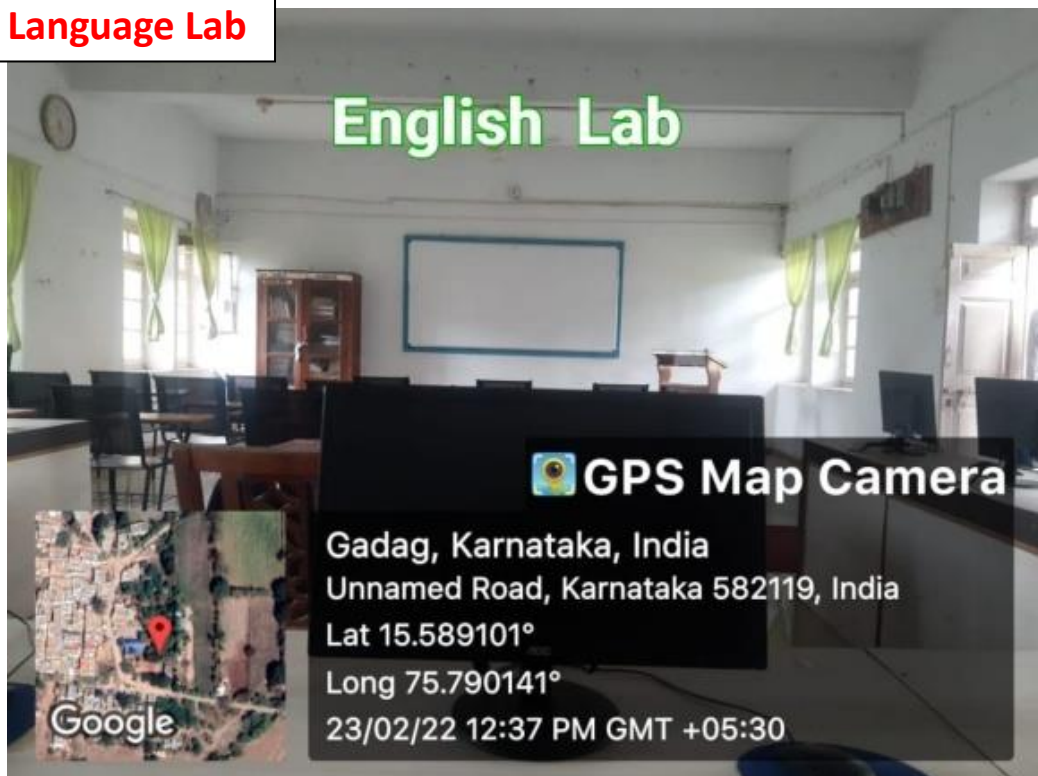 Language Lab
English Lab
GPS Map Camera
Gadag, Karnataka, India
Unnamed Road, Karnataka 582119, India
Lat 15.589101°
Long 75.790141°
23/02/22 12:37 PM GMT +05:30
Google